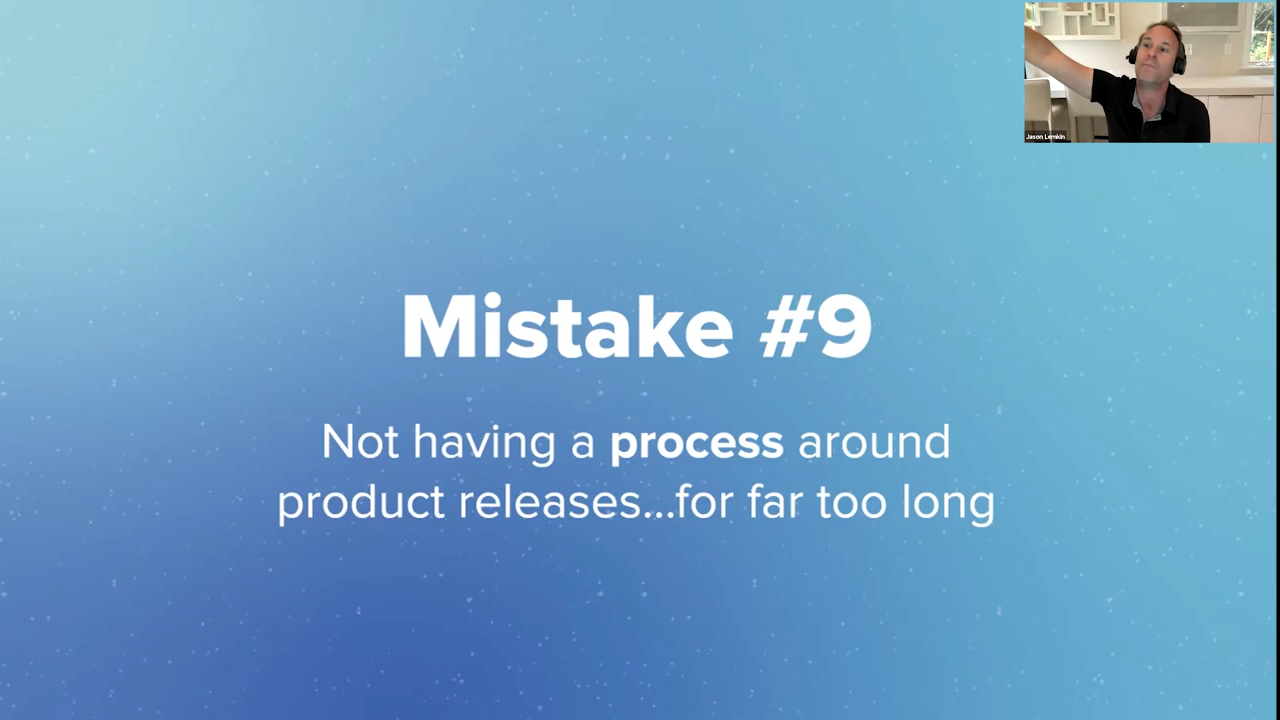 Jason Lemkin
Mistake #9
Not having a process around
product releases...for far too long